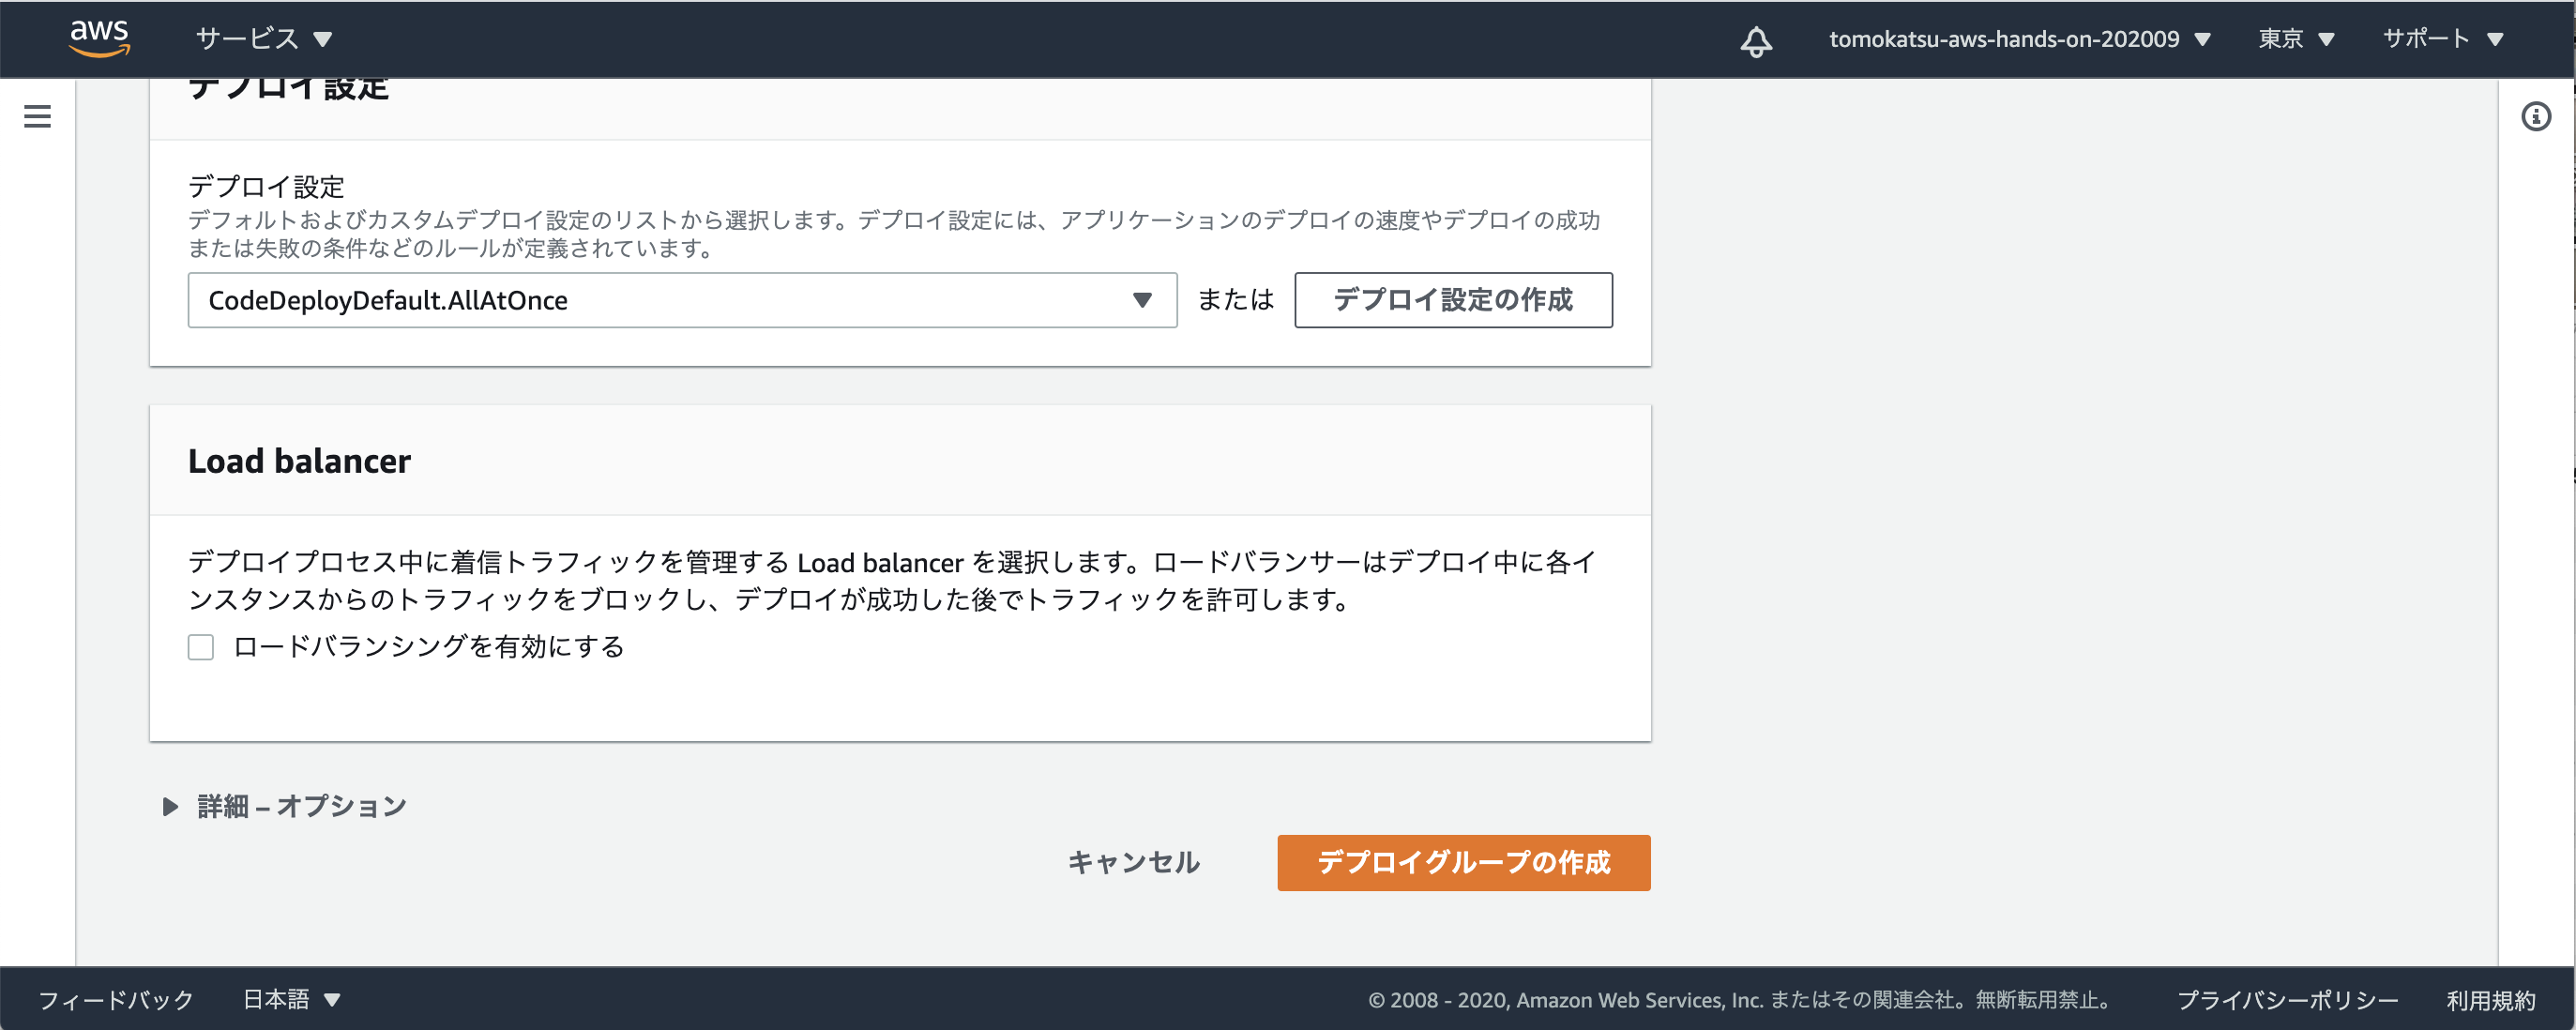 aws
サービス
tomokatsu-aws-hands-on-202009
東京
サポート
デプロイ設定
デプロイ設定
デフォルトおよびカスタムデプロイ設定のリストから選択します。デプロイ設定には、アプリケーションのデプロイの速度やデプロイの成功
または失敗の条件などのルールが定義されています。
CodeDeployDefault.AllAtOnce
または
デプロイ設定の作成
Load balancer
デプロイプロセス中に着信トラフィックを管理する Load balancer を選択します。ロードバランサーはデプロイ中に各イ
ンスタンスからのトラフィックをブロックし、デプロイが成功した後でトラフィックを許可します。
ロードバランシングを有効にする
詳細 – オプション
キャンセル
デプロイグループの作成
フィードバック
日本語
© 2008 - 2020, Amazon Web Services, Inc. またはその関連会社。無断転用禁止。
プライバシーポリシー
利用規約